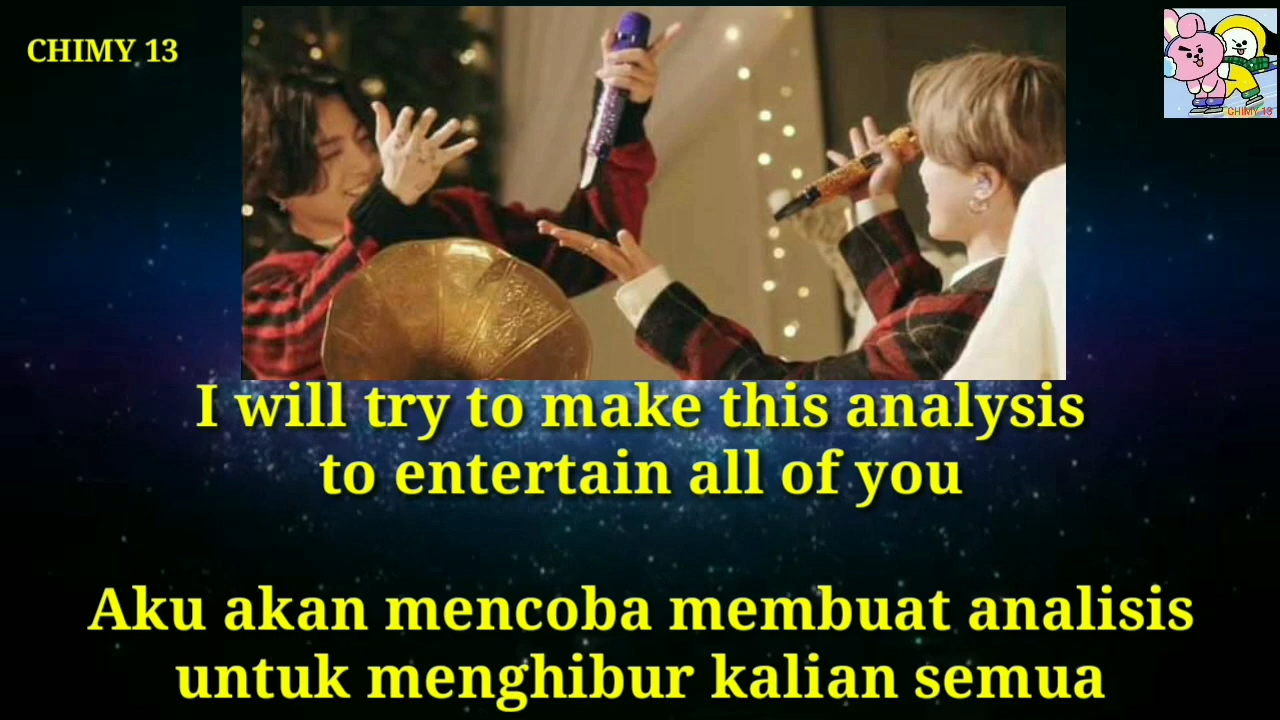 CHIMY 13
CHIMY 13
I will try to make this analysis
to entertain all of you
Aku akan mencoba membuat analisis
untuk menghibur kalian semua